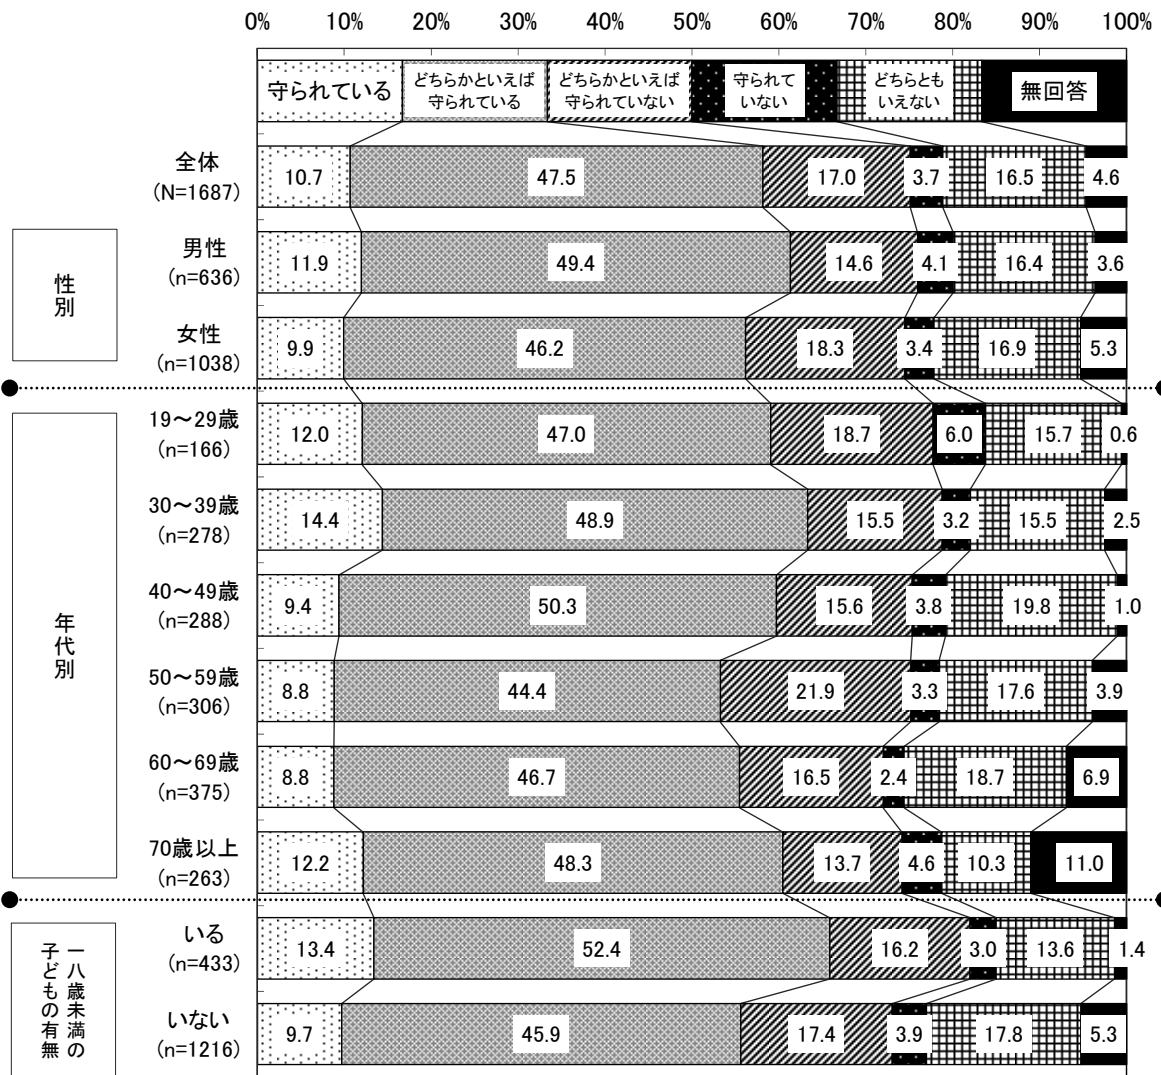 0% 10% 20% 30% 40% 50% 60% 70% 80% 90% 100%
守られている
どちらかといえば
守られている
どちらかといえば
守られていない
守られて
いない
どちらとも
いえない
無回答
全体
(N=1687)
10.7 47.5 17.0 3.7 16.5 4.6
性別
男性
(n=636)
11.9 49.4 14.6 4.1 16.4 3.6
女性
(n=1038)
9.9 46.2 18.3 3.4 16.9 5.3
年代別
19～29歳
(n=166)
12.0 47.0 18.7 6.0 15.7 0.6
30～39歳
(n=278)
14.4 48.9 15.5 3.2 15.5 2.5
40～49歳
(n=288)
9.4 50.3 15.6 3.8 19.8 1.0
50～59歳
(n=306)
8.8 44.4 21.9 3.3 17.6 3.9
60～69歳
(n=375)
8.8 46.7 16.5 2.4 18.7 6.9
70歳以上
(n=263)
12.2 48.3 13.7 4.6 10.3 11.0
一八歳未満の
子どもの有無
いる
(n=433)
13.4 52.4 16.2 3.0 13.6 1.4
いない
(n=1216)
9.7 45.9 17.4 3.9 17.8 5.3